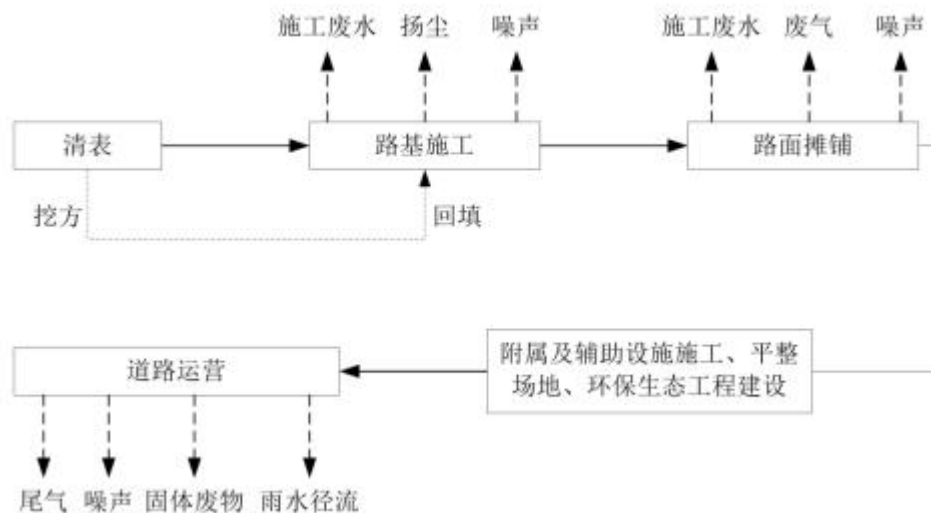 施工废水 扬尘 噪声 施工废水 废气 噪声
清表 路基施工 路面摊铺
挖方 回填
道路运营
附属及辅助设施施工、平整
场地、环保生态工程建设
尾气 噪声 固体废物 雨水径流